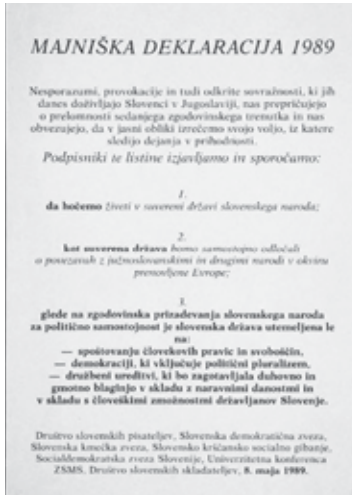 MAJNIŠKA DEKLARACIJA 1989
Nesporazumi, provokacije in tudi odkrite sovražnosti, ki jih
danes doživljajo Slovenci v Jugoslaviji, nas prepričujejo
o prelomnosti sedanjega zgodovinskega trenutka in nas
obvezujejo, da v jasni obliki izrečemo svojo voljo, iz katere
sledijo dejanja v prihodnosti.
Podpisniki te listine izjavljamo in sporočamo:
1.
da hočemo živeti v suvereni državi slovenskega naroda;
2.
kot suverena država bomo samostojno odločali
o povezavah z južnoslovanskimi in drugimi narodi v okviru
prenovljene Evrope;
3.
glede na zgodovinska prizadevanja slovenskega naroda
za politično samostojnost je slovenska država utemeljena le
na:
— spoštovanju človekovih pravic in svoboščin,
— demokraciji, ki vključuje politični pluralizem,
— družbeni ureditvi, ki bo zagotavljala duhovno in
gmotno blaginjo v skladu z naravnimi danostmi in
v skladu s človeškimi zmožnostmi državljanov Slovenije.
Društvo slovenskih pisateljev, Slovenska demokratična zveza,
Slovenska kmečka zveza, Slovensko krščansko socialno gibanje,
Socialdemokratska zveza Slovenije, Univerzitetna konferenca
ZSMS, Društvo slovenskih skladateljev, 8. maja 1989.